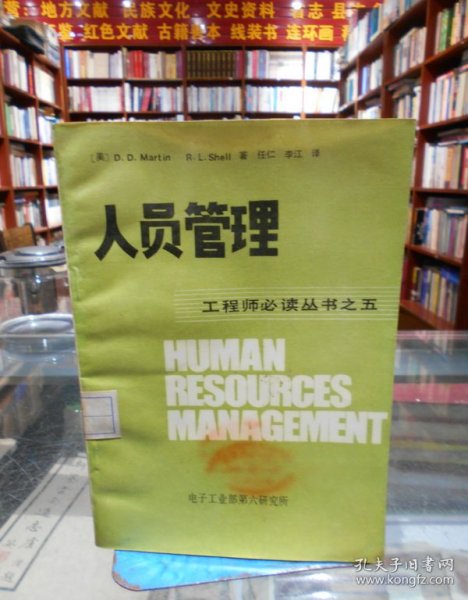 营: 地方文献 民族文化 文史资料 省志 县志
红色文献 古籍善本 线装书 连环画
[美] D.D.Martin R.L.Shell 著 任仁 李江 译
人员管理
工程师必读丛书之五
HUMAN
RESOURCES
MANAGEMENT
电子工业部第六研究所
孔夫子旧书网
www.kongfz.com